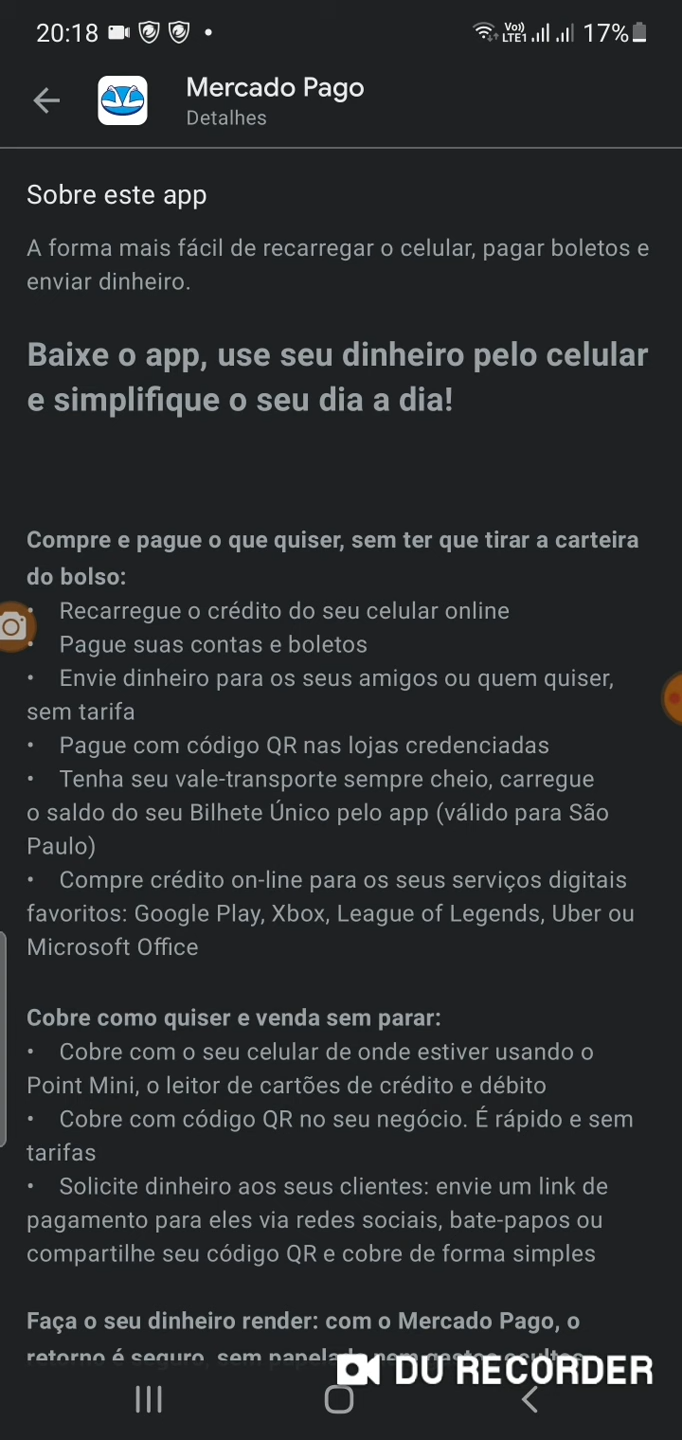 20:18
Vo))
LTE1
17%
Mercado Pago
Detalhes
Sobre este app
A forma mais fácil de recarregar o celular, pagar boletos e
enviar dinheiro.
Baixe o app, use seu dinheiro pelo celular
e simplifique o seu dia a dia!
Compre e pague o que quiser, sem ter que tirar a carteira
do bolso:
• Recarregue o crédito do seu celular online
• Pague suas contas e boletos
• Envie dinheiro para os seus amigos ou quem quiser,
sem tarifa
• Pague com código QR nas lojas credenciadas
• Tenha seu vale-transporte sempre cheio, carregue
o saldo do seu Bilhete Único pelo app (válido para São
Paulo)
• Compre crédito on-line para os seus serviços digitais
favoritos: Google Play, Xbox, League of Legends, Uber ou
Microsoft Office
Cobre como quiser e venda sem parar:
• Cobre com o seu celular de onde estiver usando o
Point Mini, o leitor de cartões de crédito e débito
• Cobre com código QR no seu negócio. É rápido e sem
tarifas
• Solicite dinheiro aos seus clientes: envie um link de
pagamento para eles via redes sociais, bate-papos ou
compartilhe seu código QR e cobre de forma simples
Faça o seu dinheiro render: com o Mercado Pago, o
retorno é seguro, sem
DU RECORDER